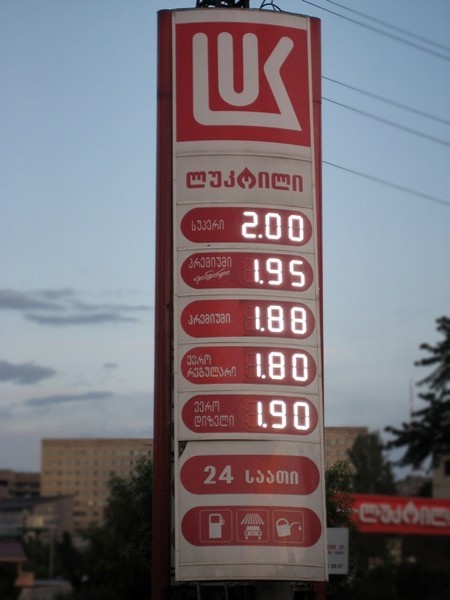 LUK
ლუკოილი
სუპერი 2.00
პრემიუმი 1.95
პრემიუმი 1.88
ევრო
რეგულარი 1.80
ევრო
დიზელი 1.90
24 საათი
ლუკოილი